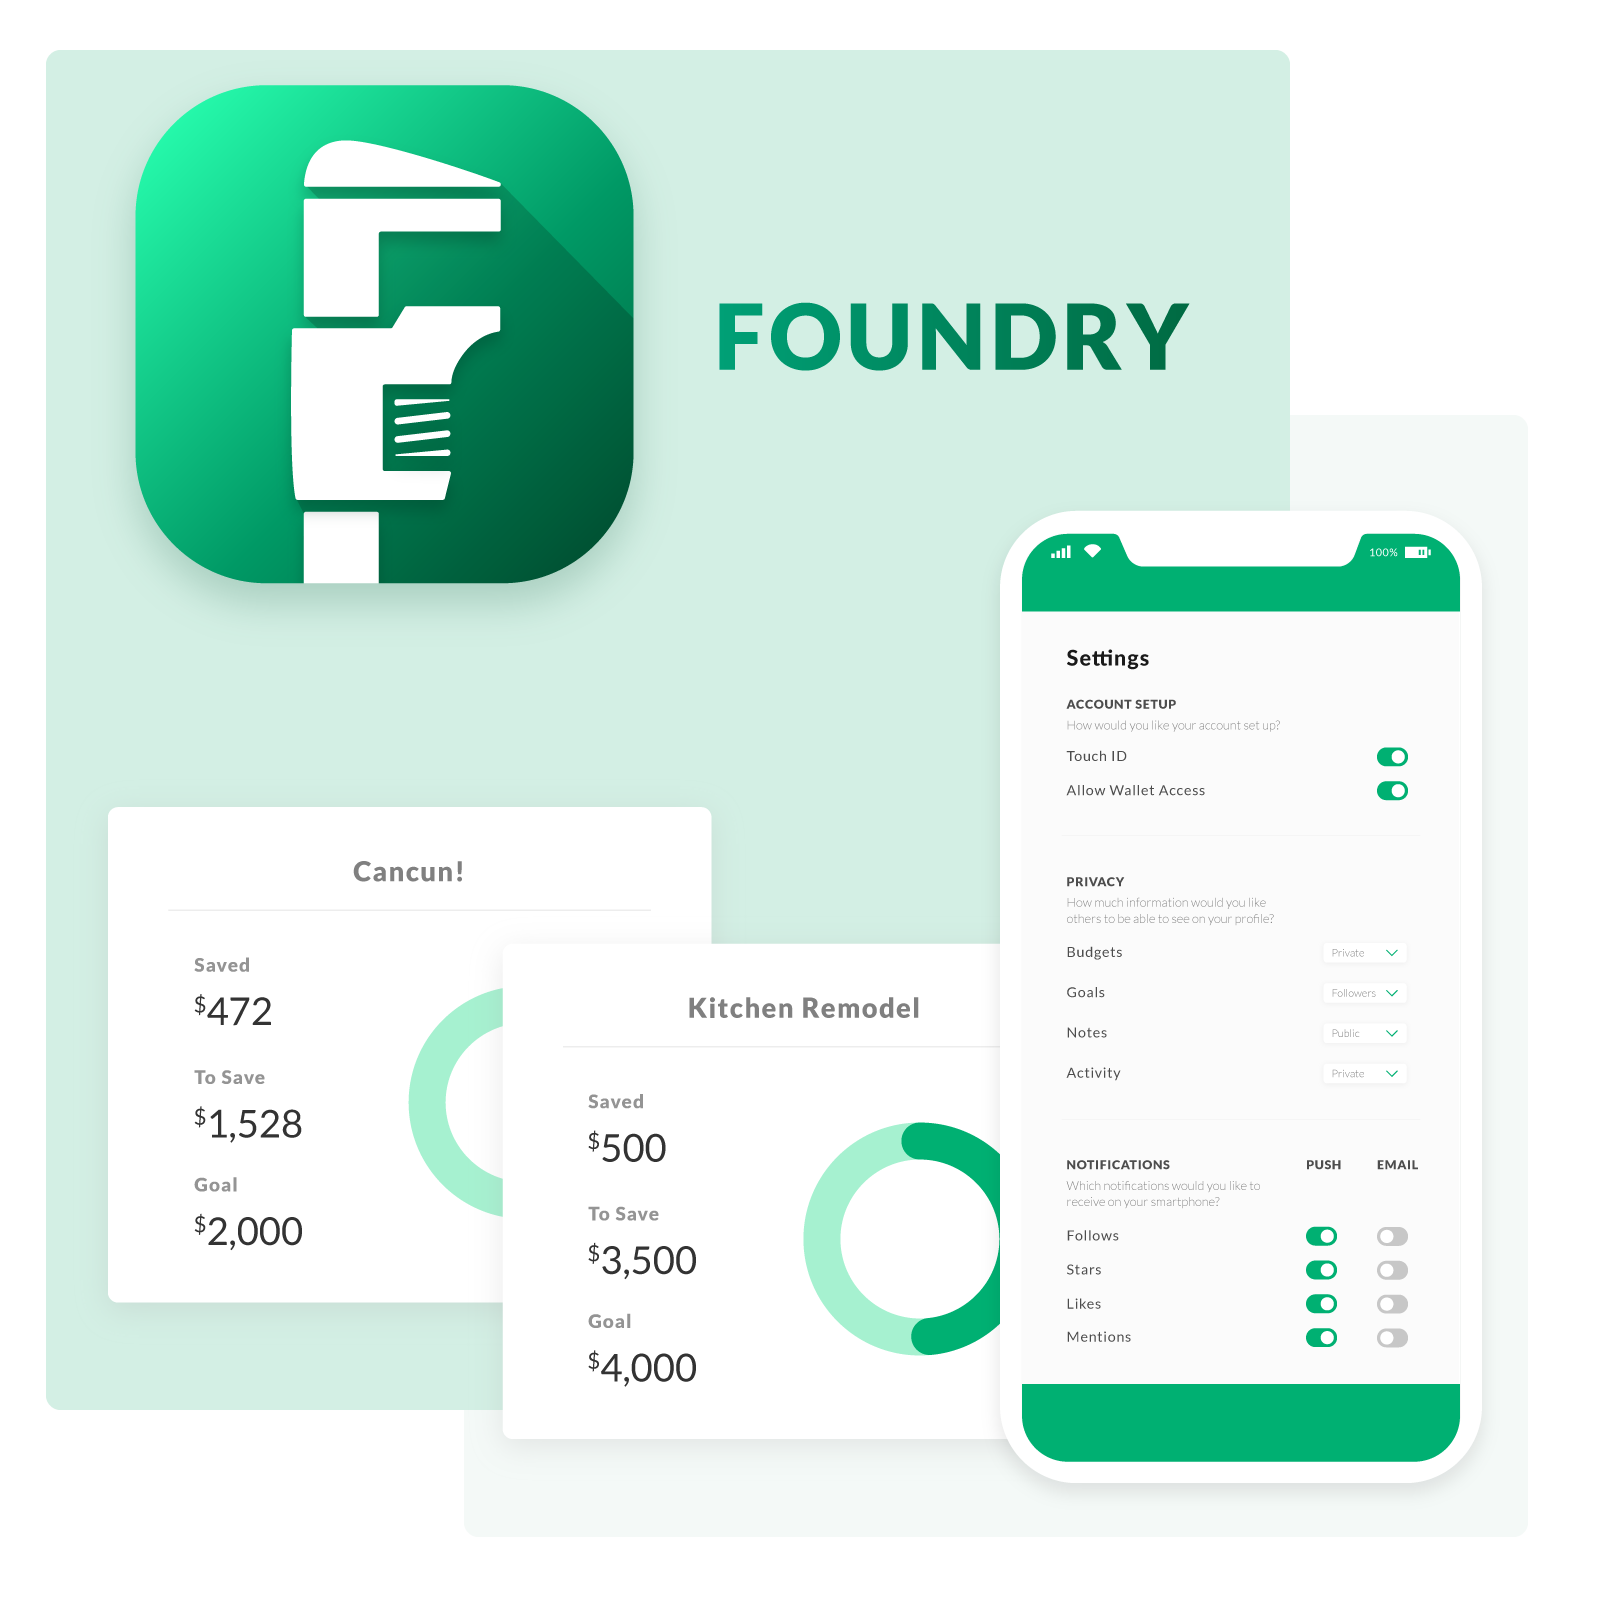 FOUNDRY
Cancun!
Saved
$472
To Save
$1,528
Goal
$2,000
Kitchen Remodel
Saved
$500
To Save
$3,500
Goal
$4,000
100%
Settings
ACCOUNT SETUP
How would you like your account set up?
Touch ID
Allow Wallet Access
PRIVACY
How much information would you like
others to be able to see on your profile?
Budgets Private
Goals Followers
Notes Public
Activity Private
NOTIFICATIONS PUSH EMAIL
Which notifications would you like to
receive on your smartphone?
Follows
Stars
Likes
Mentions